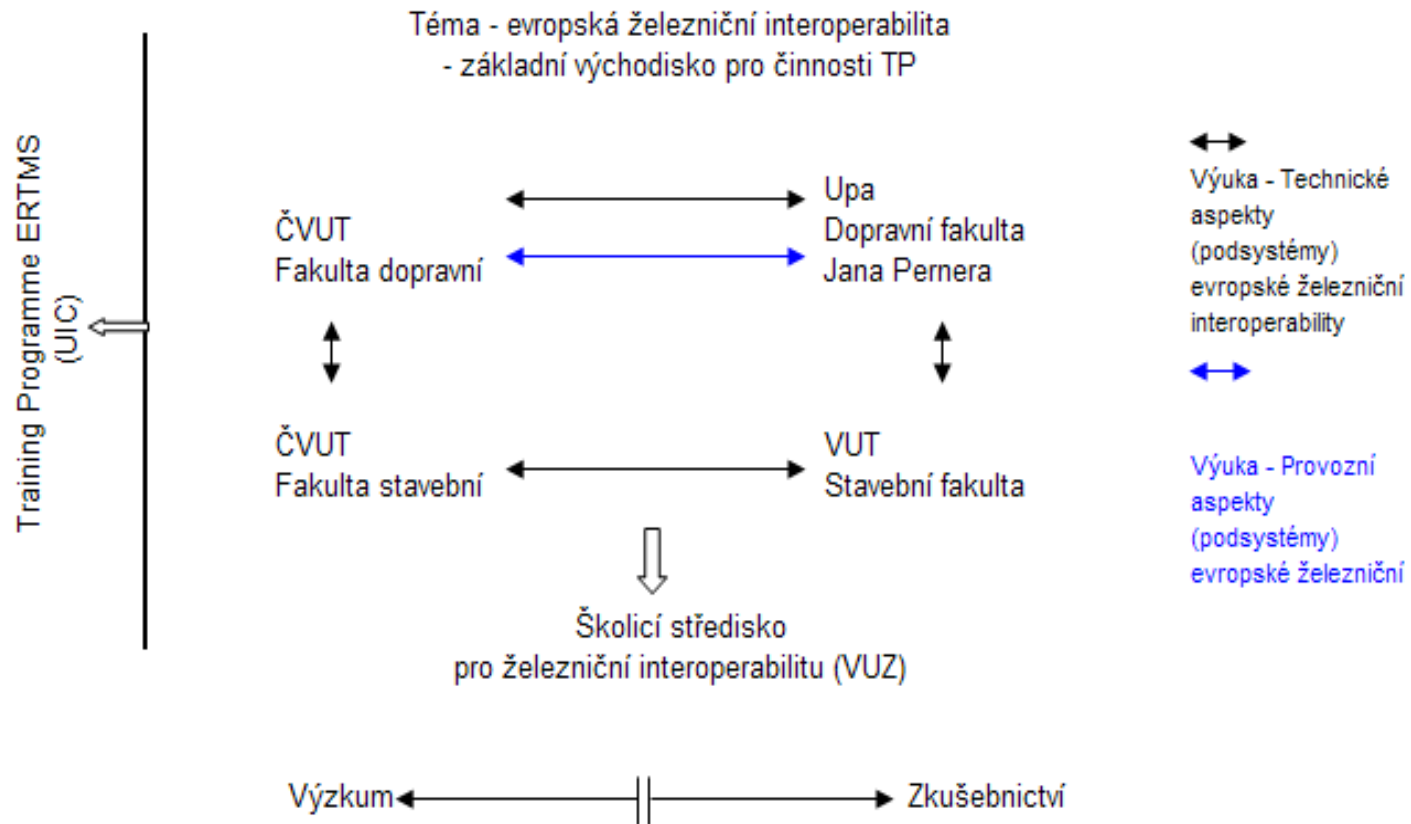 Téma - evropská železniční interoperabilita
- základní východisko pro činnosti TP
Training Programme ERTMS
(UIC)
ČVUT
Fakulta dopravní
Upa
Dopravní fakulta
Jana Pernera
ČVUT
Fakulta stavební
VUT
Stavební fakulta
Školicí středisko
pro železniční interoperabilitu (VUZ)
Výzkum
Zkušebnictví
Výuka - Technické
aspekty
(podsystémy)
evropské železniční
interoperability
Výuka - Provozní
aspekty
(podsystémy)
evropské železniční